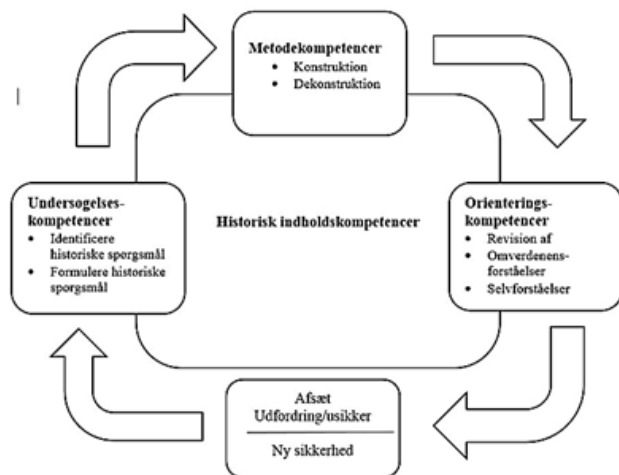 Metodekompetencer
• Konstruktion
• Dekonstruktion
Undersøgelses-
kompetencer
• Identificere
historiske spørgsmål
• Formulere historiske
spørgsmål
Historisk indholdskompetencer
Orienterings-
kompetencer
• Revision af
• Omverdenens-
forståelser
• Selvforståelser
Afsæt
Udfordring/usikker
Ny sikkerhed